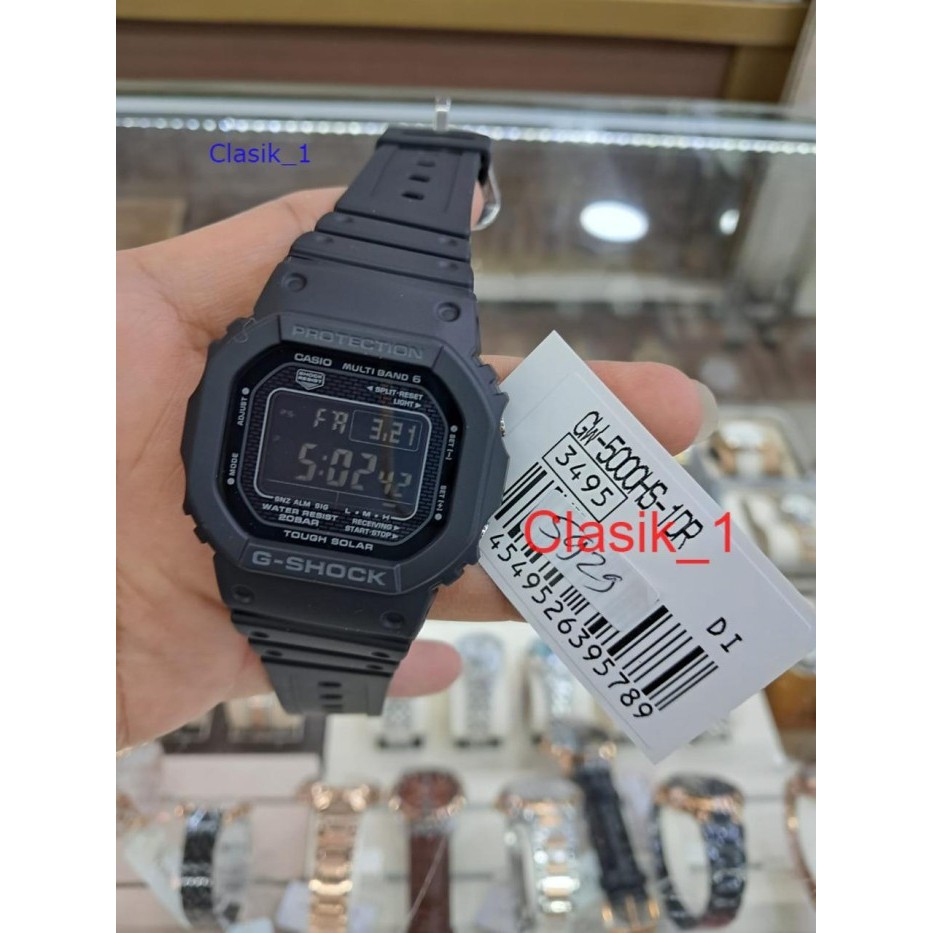 Clasik_1
PROTECTION
CASIO MULTI BAND 6
SHOCK RESIST
SPLIT·RESET
LIGHT
ADJUST
MODE
SET [−]
SET [+]
FR 3.21
5:02 42
SNZ ALM SIG L • M • H
WATER RESIST 20BAR
RECEIVING
START·STOP
TOUGH SOLAR
G-SHOCK
GW-5000HS-1DR
3495
Clasik_1
DI
4549526395789